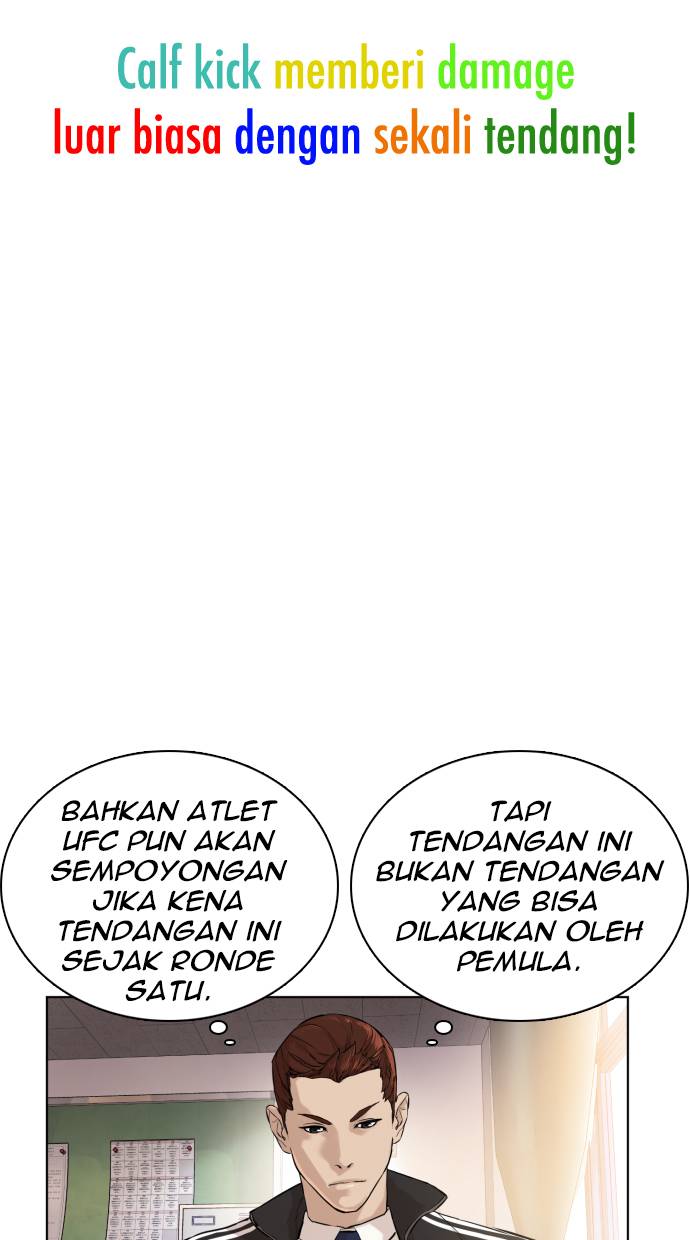 Calf kick memberi damage
luar biasa dengan sekali tendang!
BAHKAN ATLET
UFC PUN AKAN
SEMPOYONGAN
JIKA KENA
TENDANGAN INI
SEJAK RONDE
SATU.
TAPI
TENDANGAN INI
BUKAN TENDANGAN
YANG BISA
DILAKUKAN OLEH
PEMULA.